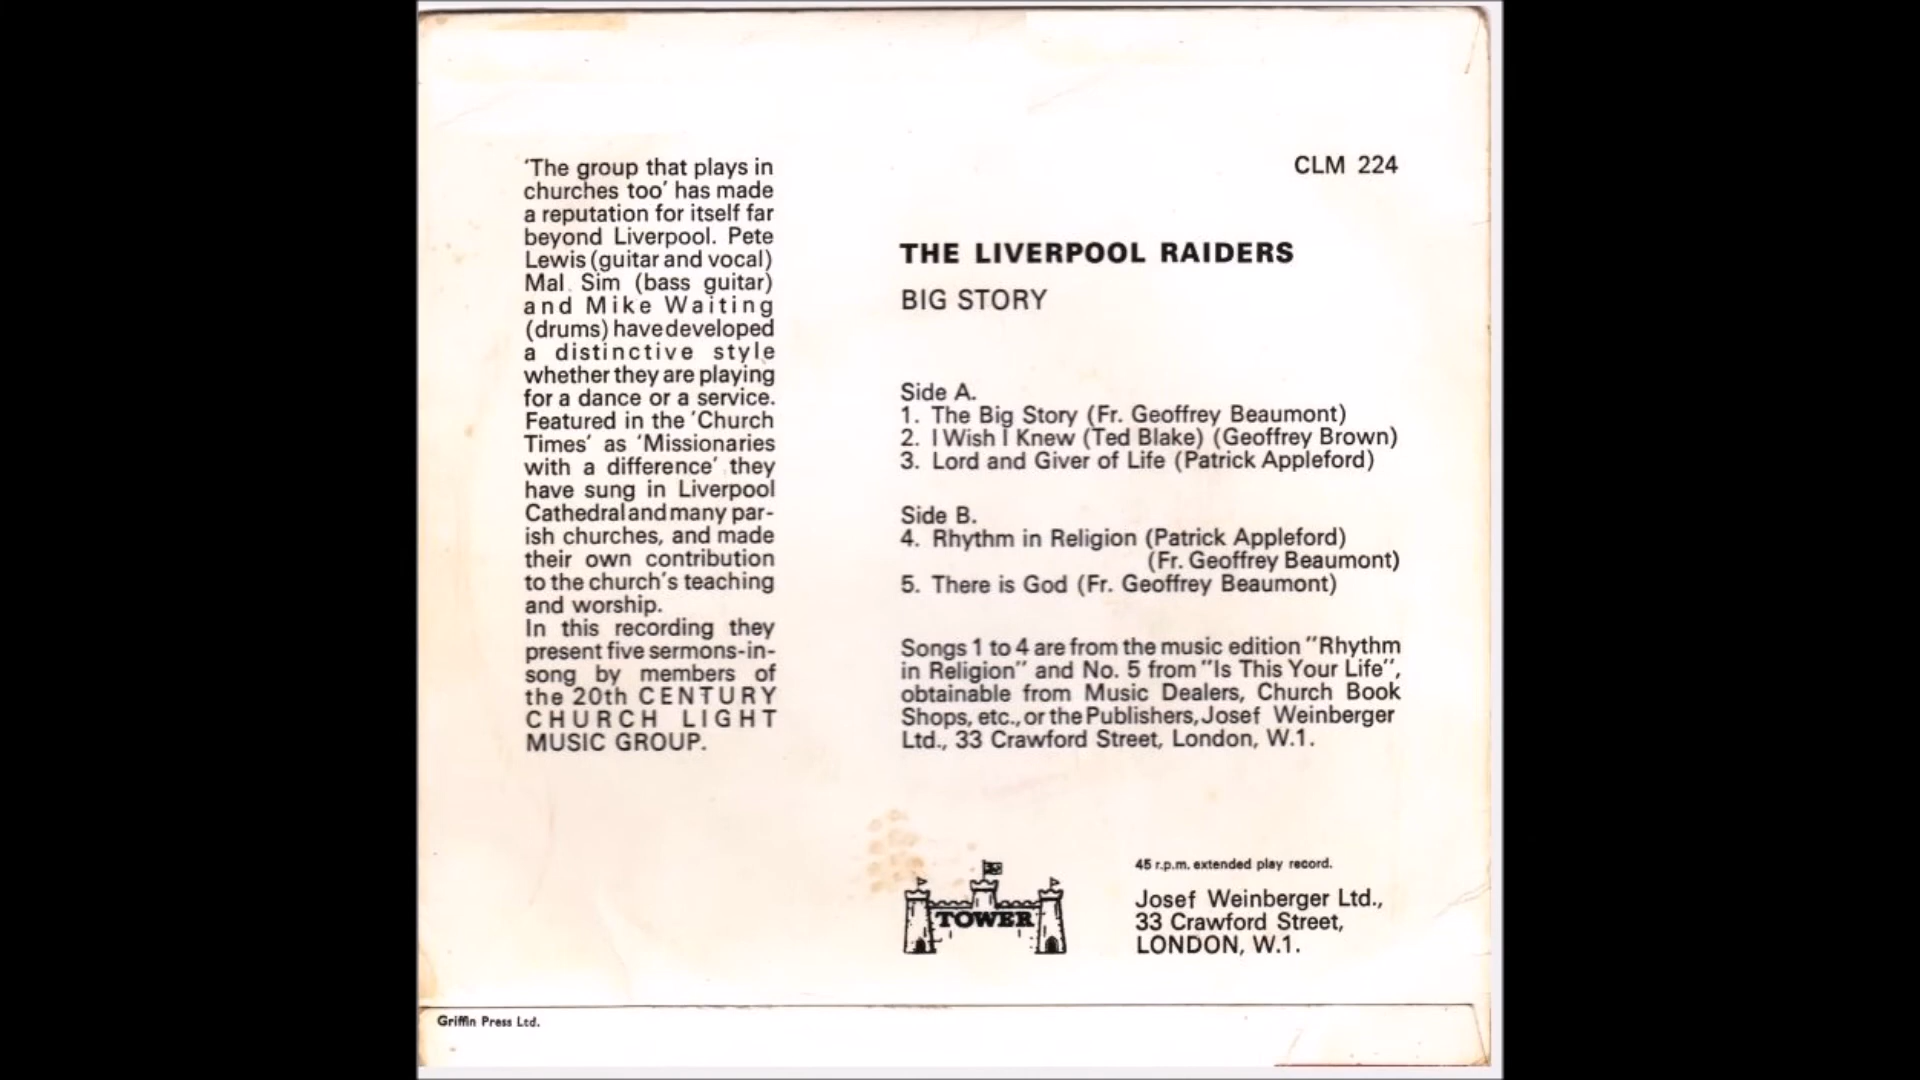 'The group that plays in
churches too' has made
a reputation for itself far
beyond Liverpool. Pete
Lewis (guitar and vocal)
Mal Sim (bass guitar)
and Mike Waiting
(drums) have developed
a distinctive style
whether they are playing
for a dance or a service.
Featured in the 'Church
Times' as 'Missionaries
with a difference' they
have sung in Liverpool
Cathedral and many par-
ish churches, and made
their own contribution
to the church's teaching
and worship.
In this recording they
present five sermons-in-
song by members of
the 20th CENTURY
CHURCH LIGHT
MUSIC GROUP.
CLM 224
THE LIVERPOOL RAIDERS
BIG STORY
Side A.
1. The Big Story (Fr. Geoffrey Beaumont)
2. I Wish I Knew (Ted Blake) (Geoffrey Brown)
3. Lord and Giver of Life (Patrick Appleford)
Side B.
4. Rhythm in Religion (Patrick Appleford)
(Fr. Geoffrey Beaumont)
5. There is God (Fr. Geoffrey Beaumont)
Songs 1 to 4 are from the music edition "Rhythm
in Religion" and No. 5 from "Is This Your Life",
obtainable from Music Dealers, Church Book
Shops, etc., or the Publishers, Josef Weinberger
Ltd., 33 Crawford Street, London, W.1.
TOWER
45 r.p.m. extended play record.
Josef Weinberger Ltd.,
33 Crawford Street,
LONDON, W.1.
Griffin Press Ltd.